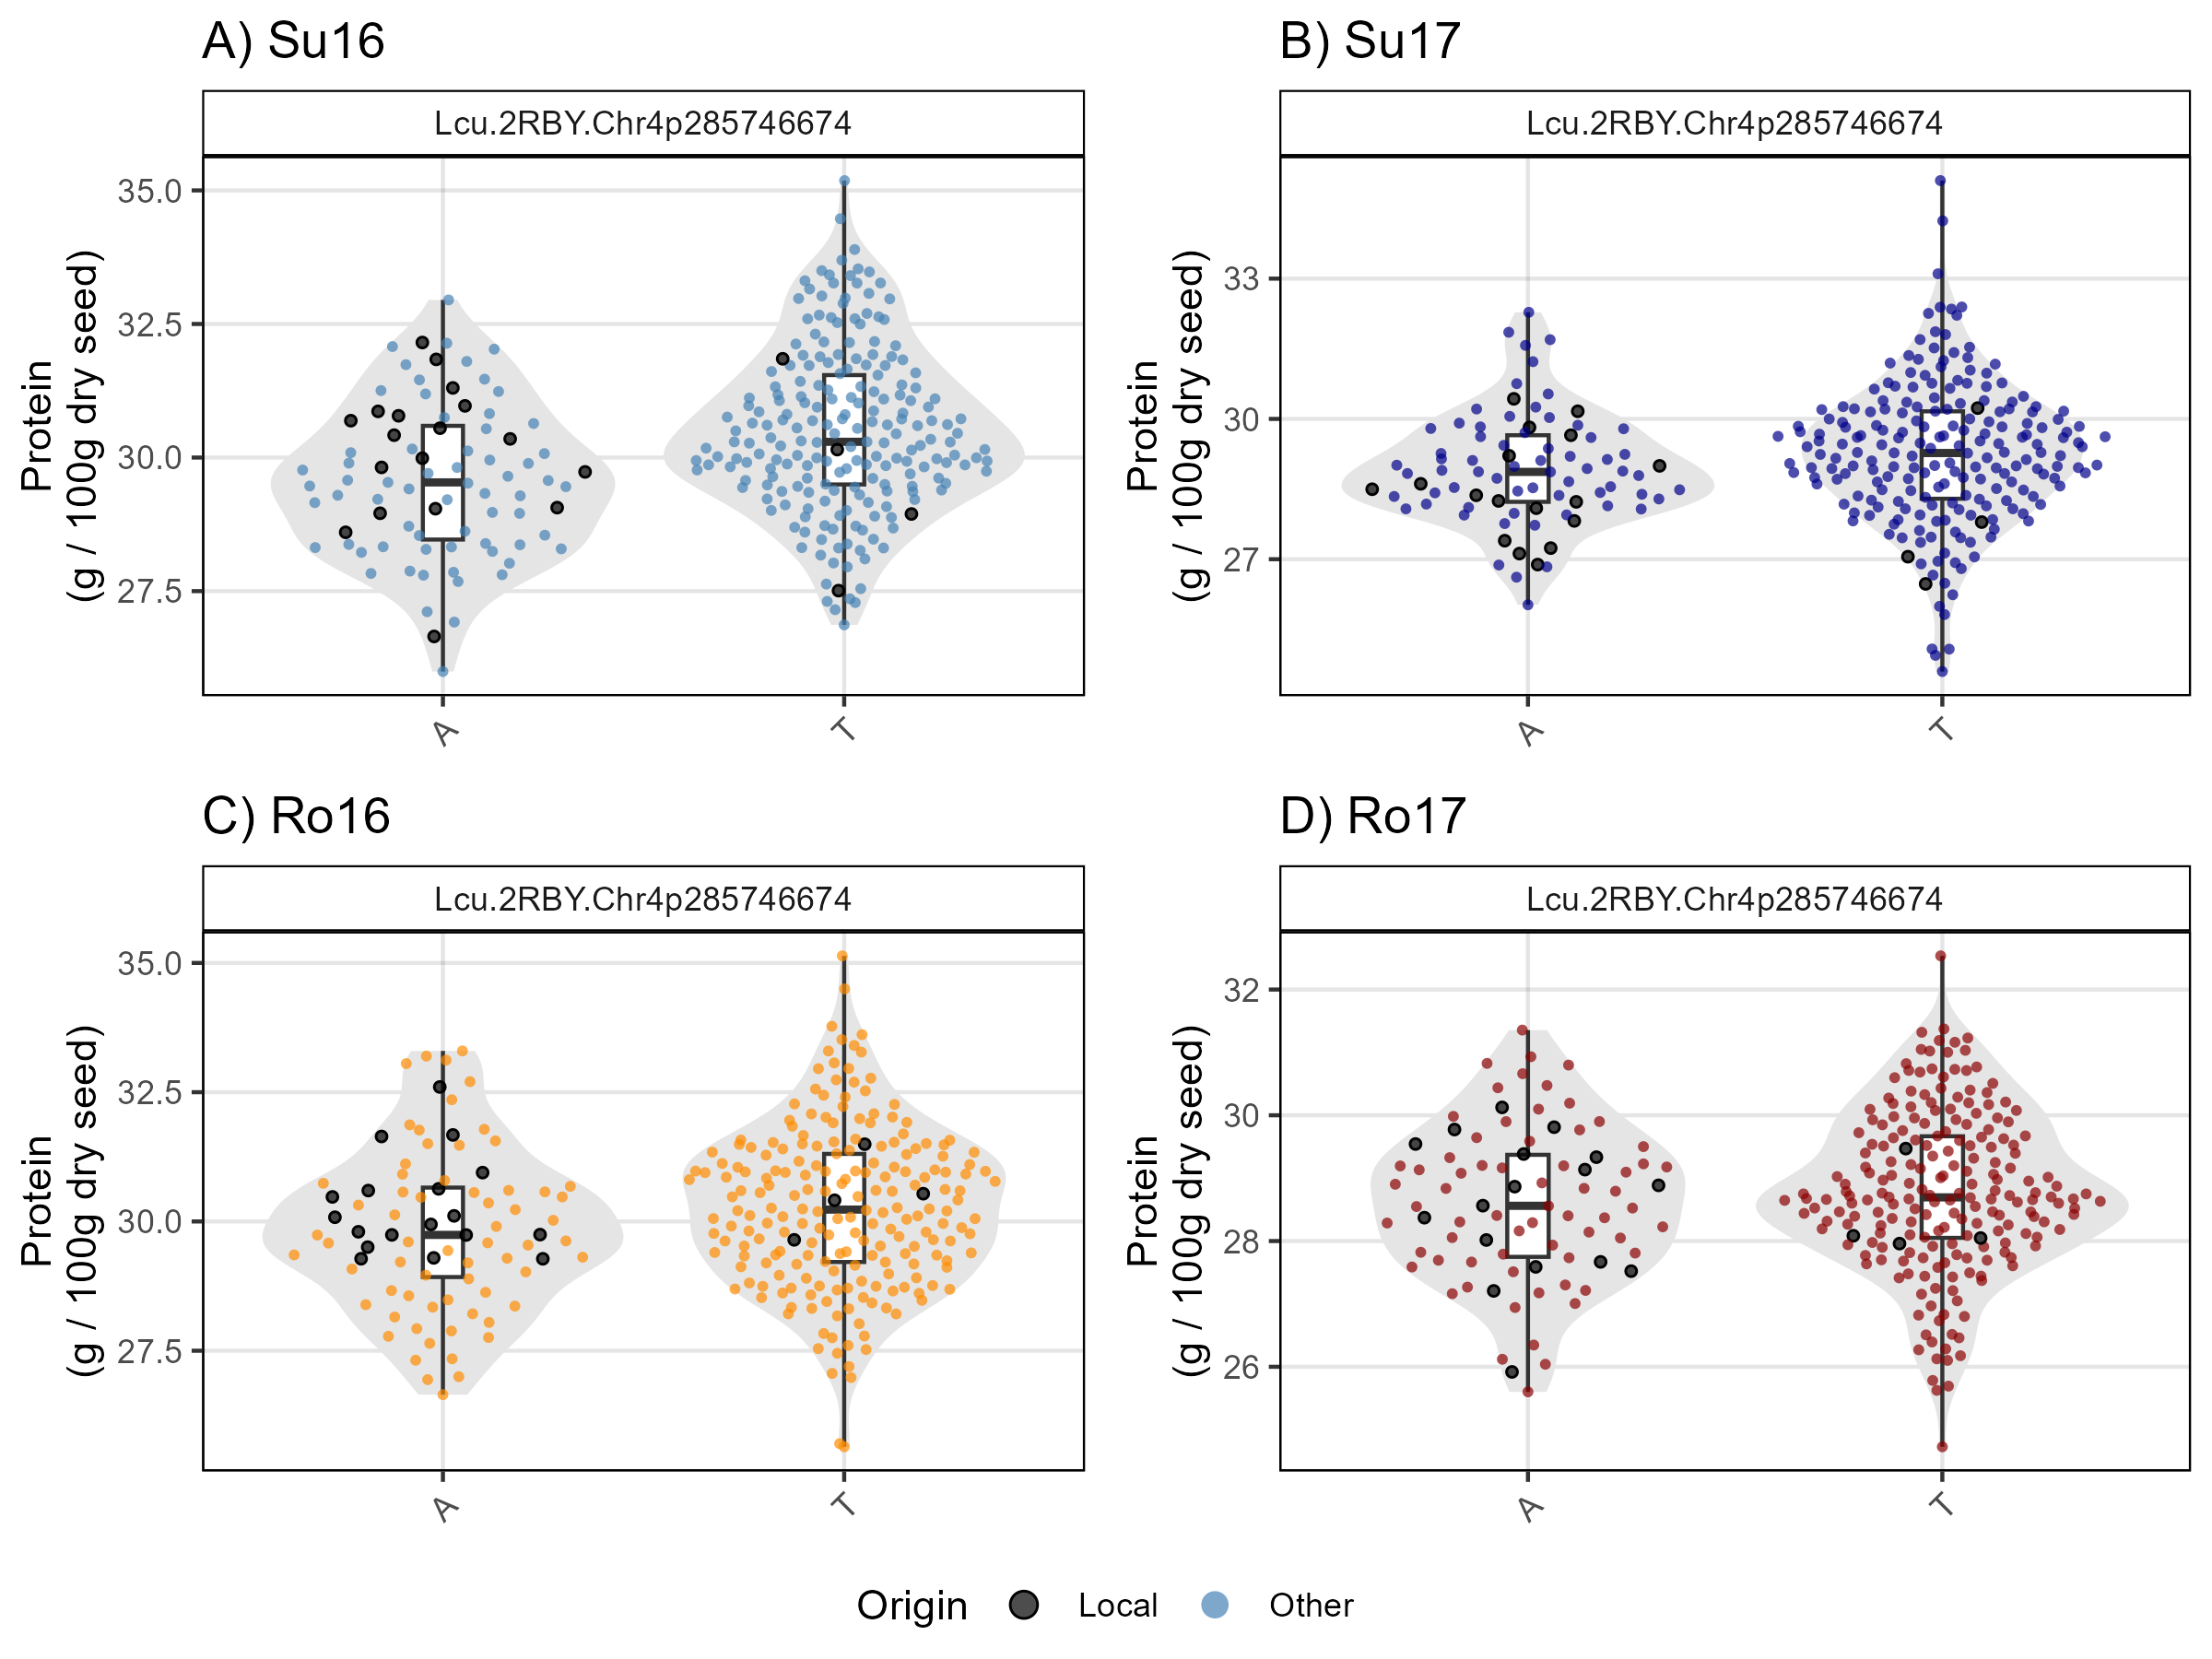 A) Su16
Lcu.2RBY.Chr4p285746674
Protein
(g / 100g dry seed)
35.0
32.5
30.0
27.5
A
T
B) Su17
Lcu.2RBY.Chr4p285746674
Protein
(g / 100g dry seed)
33
30
27
A
T
C) Ro16
Lcu.2RBY.Chr4p285746674
Protein
(g / 100g dry seed)
35.0
32.5
30.0
27.5
A
T
D) Ro17
Lcu.2RBY.Chr4p285746674
Protein
(g / 100g dry seed)
32
30
28
26
A
T
Origin Local Other